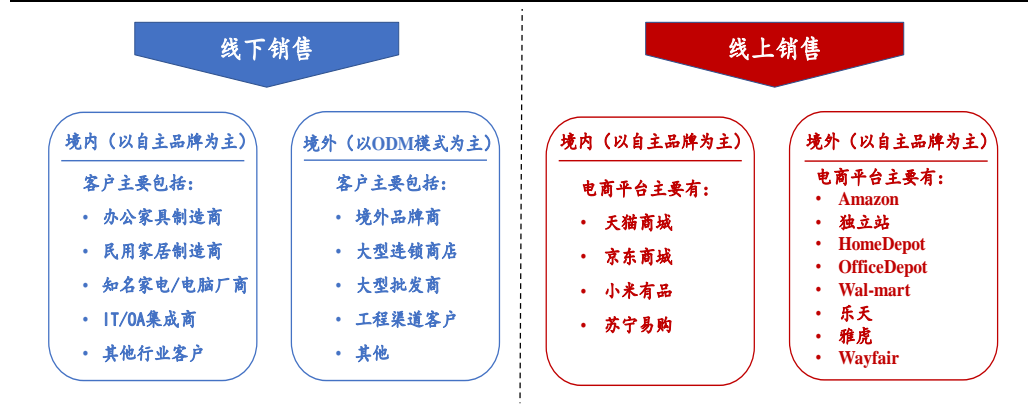 线下销售
境内（以自主品牌为主）
客户主要包括：
• 办公家具制造商
• 民用家居制造商
• 知名家电/电脑厂商
• IT/OA集成商
• 其他行业客户
境外（以ODM模式为主）
客户主要包括：
• 境外品牌商
• 大型连锁商店
• 大型批发商
• 工程渠道客户
• 其他
线上销售
境内（以自主品牌为主）
电商平台主要有：
• 天猫商城
• 京东商城
• 小米有品
• 苏宁易购
境外（以自主品牌为主）
电商平台主要有：
• Amazon
• 独立站
• HomeDepot
• OfficeDepot
• Wal-mart
• 乐天
• 雅虎
• Wayfair